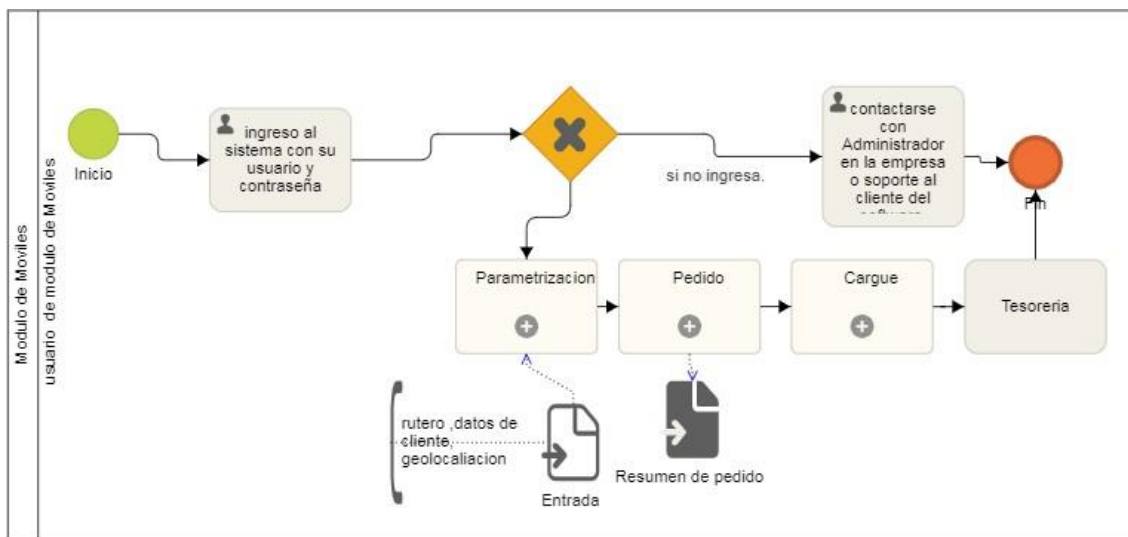 Modulo de Moviles
usuario de modulo de Moviles
Inicio
ingreso al
sistema con su
usuario y
contraseña
si no ingresa.
contactarse
con
Administrador
en la empresa
o soporte al
cliente del
Fin
Parametrizacion
Pedido
Cargue
Tesoreria
rutero ,datos de
cliente,
geolocaliacion
Entrada
Resumen de pedido